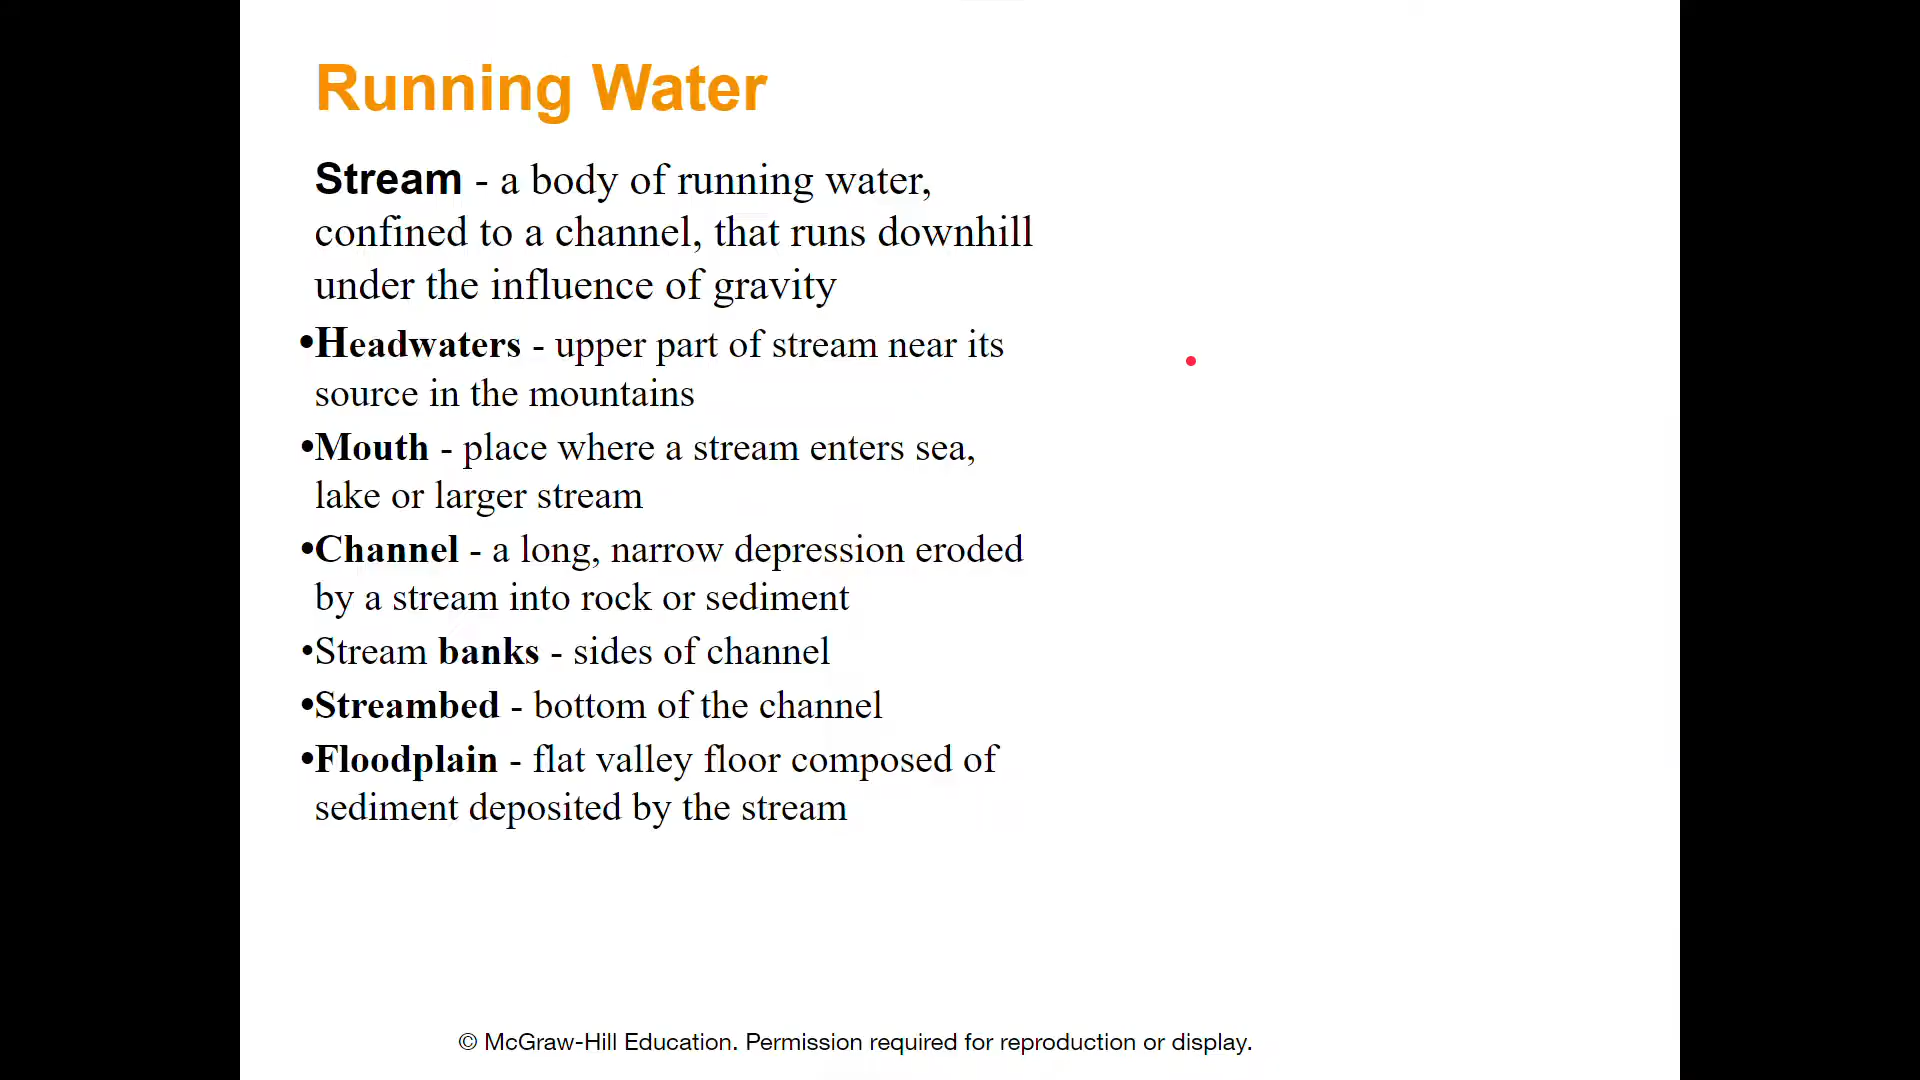 Running Water
Stream - a body of running water,
confined to a channel, that runs downhill
under the influence of gravity
•Headwaters - upper part of stream near its
source in the mountains
•Mouth - place where a stream enters sea,
lake or larger stream
•Channel - a long, narrow depression eroded
by a stream into rock or sediment
•Stream banks - sides of channel
•Streambed - bottom of the channel
•Floodplain - flat valley floor composed of
sediment deposited by the stream
© McGraw-Hill Education. Permission required for reproduction or display.